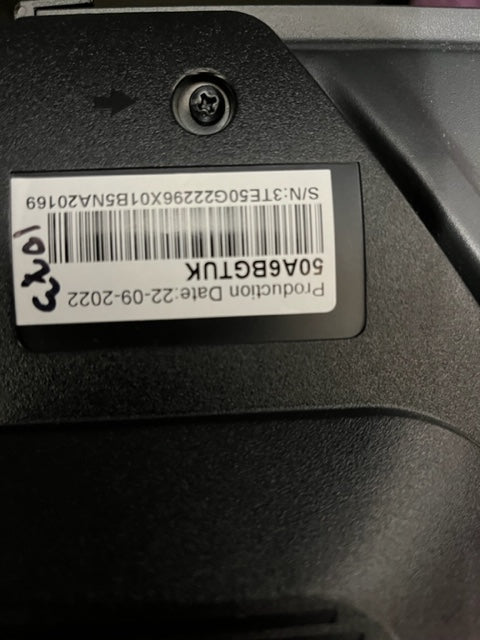 Production Date:22-09-2022
50A6BGTUK
S/N:3TE50G22296X01B5NA20169